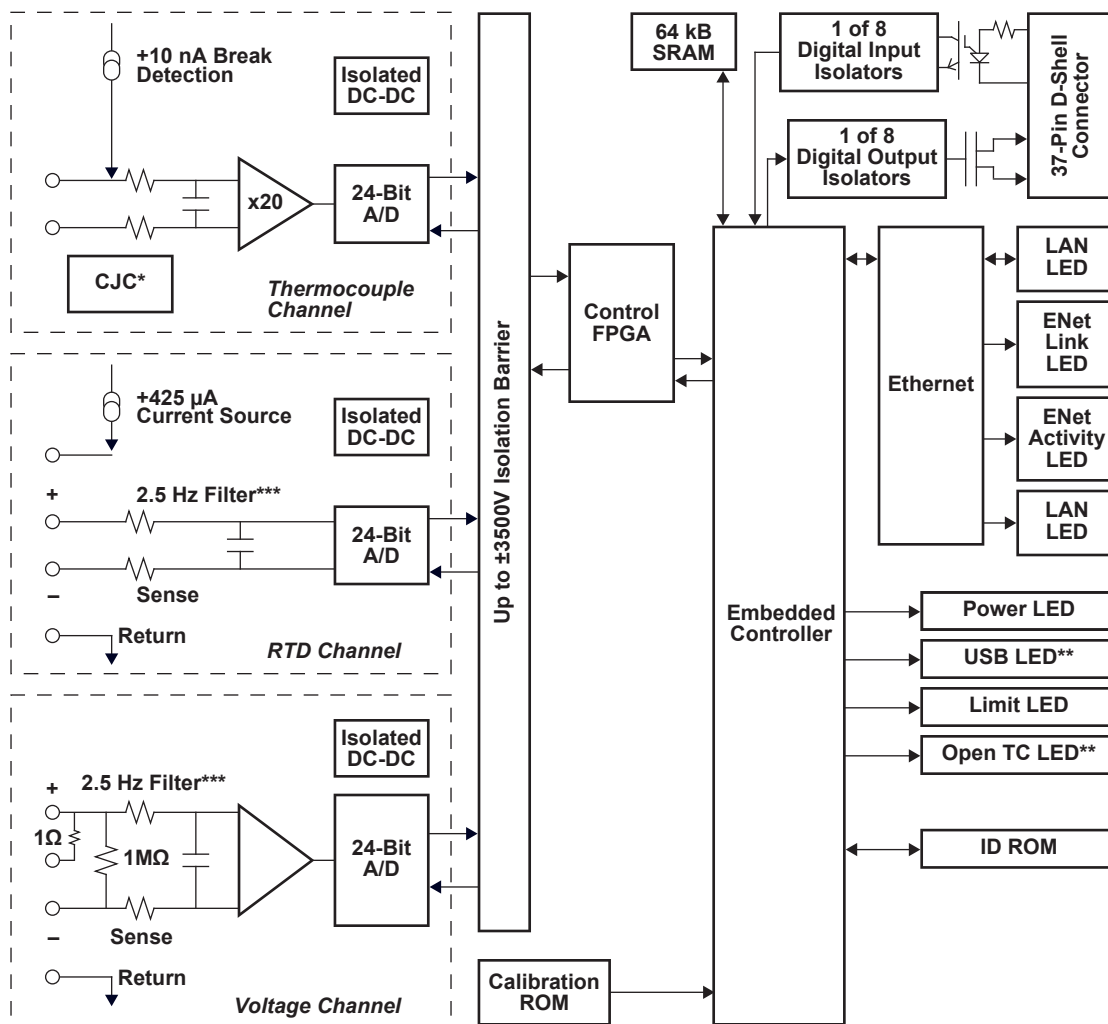 +10 nA Break
Detection
Isolated
DC-DC
x20
24-Bit
A/D
CJC*
Thermocouple
Channel
+425 µA
Current Source
Isolated
DC-DC
+
2.5 Hz Filter***
24-Bit
A/D
–
Sense
Return
RTD Channel
Isolated
DC-DC
+
2.5 Hz Filter***
1Ω
1MΩ
24-Bit
A/D
–
Sense
Return
Voltage Channel
Up to ±3500V Isolation Barrier
Control
FPGA
Calibration
ROM
64 kB
SRAM
1 of 8
Digital Input
Isolators
1 of 8
Digital Output
Isolators
37-Pin D-Shell
Connector
Embedded
Controller
Ethernet
LAN
LED
ENet
Link
LED
ENet
Activity
LED
LAN
LED
Power LED
USB LED**
Limit LED
Open TC LED**
ID ROM